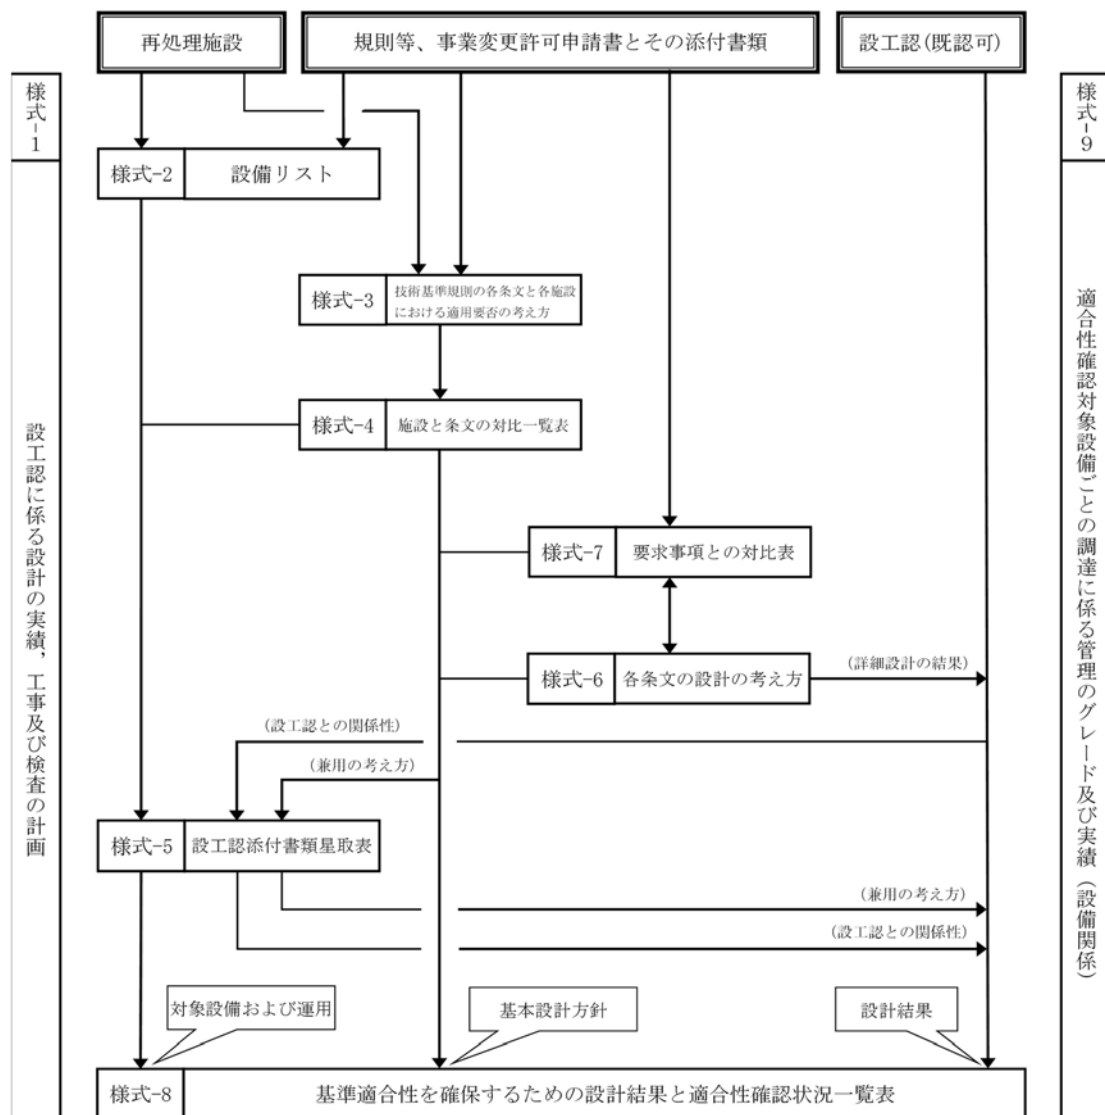 再処理施設
規則等、事業変更許可申請書とその添付書類
設工認(既認可)
様式-1
設工認に係る設計の実績，工事及び検査の計画
様式-9
適合性確認対象設備ごとの調達に係る管理のグレード及び実績（設備関係）
様式-2
設備リスト
様式-3
技術基準規則の各条文と各施設
における適用要否の考え方
様式-4
施設と条文の対比一覧表
様式-7
要求事項との対比表
様式-6
各条文の設計の考え方
(詳細設計の結果)
(設工認との関係性)
(兼用の考え方)
様式-5
設工認添付書類星取表
(兼用の考え方)
(設工認との関係性)
対象設備および運用
基本設計方針
設計結果
様式-8
基準適合性を確保するための設計結果と適合性確認状況一覧表